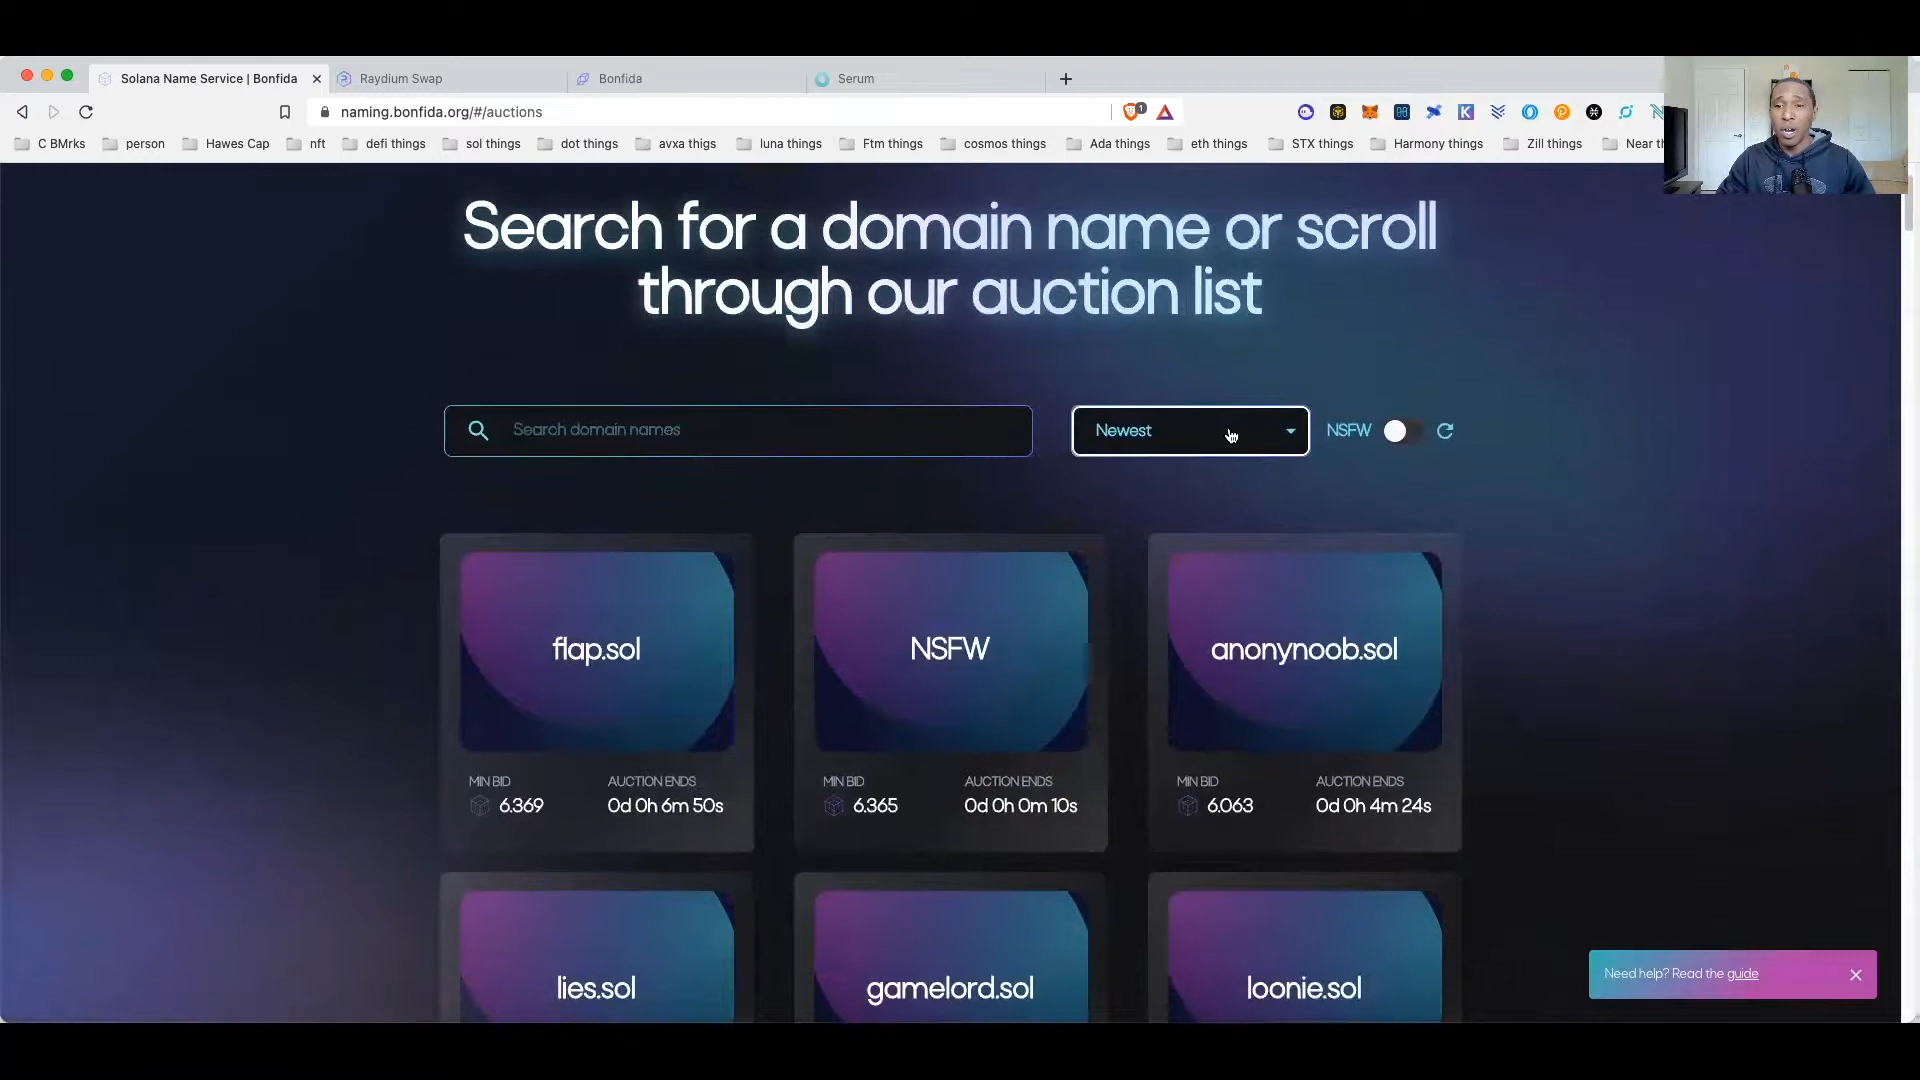 Solana Name Service | Bonfida
Raydium Swap
Bonfida
Serum
naming.bonfida.org/#/auctions
1
C BMrks
person
Hawes Cap
nft
defi things
sol things
dot things
avxa thigs
luna things
Ftm things
cosmos things
Ada things
eth things
STX things
Harmony things
Zill things
Near th
Search for a domain name or scroll
through our auction list
Search domain names
Newest
NSFW
flap.sol
NSFW
anonynoob.sol
MIN BID
AUCTION ENDS
MIN BID
AUCTION ENDS
MIN BID
AUCTION ENDS
6.369
0d 0h 6m 50s
6.365
0d 0h 0m 10s
6.063
0d 0h 4m 24s
lies.sol
gamelord.sol
loonie.sol
Need help? Read the guide